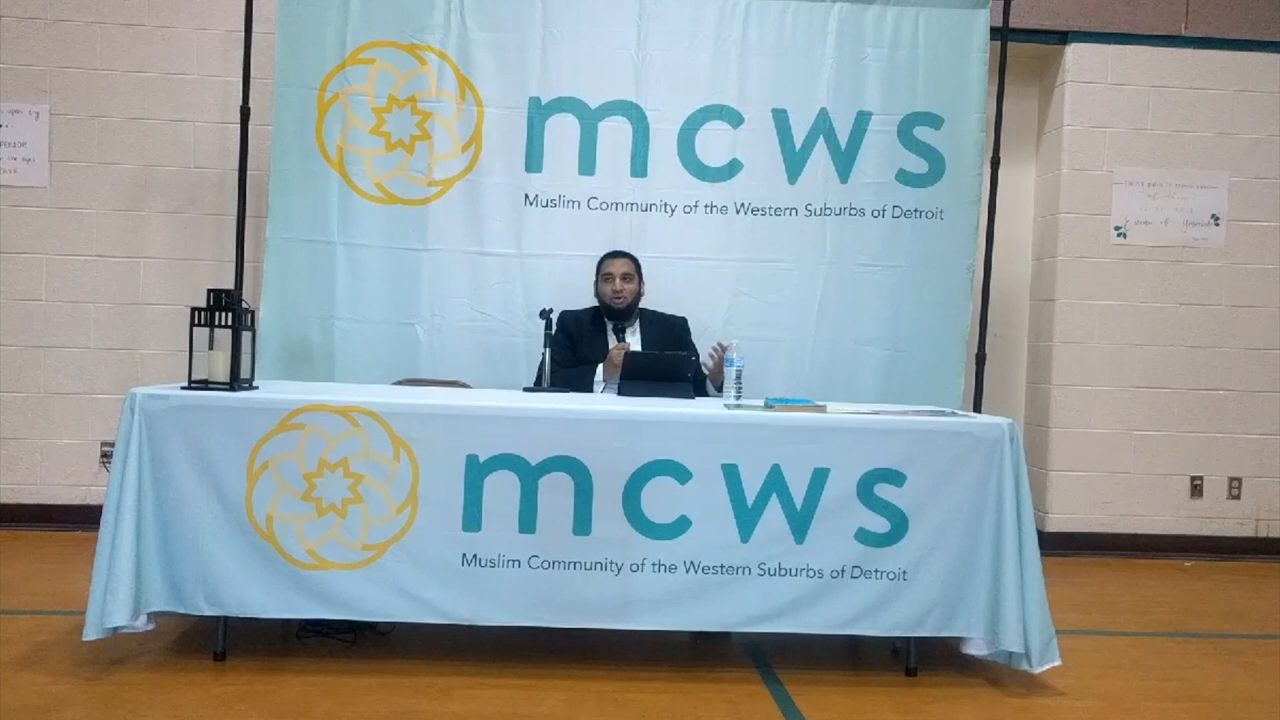 mcws
Muslim Community of the Western Suburbs of Detroit
mcws
Muslim Community of the Western Suburbs of Detroit